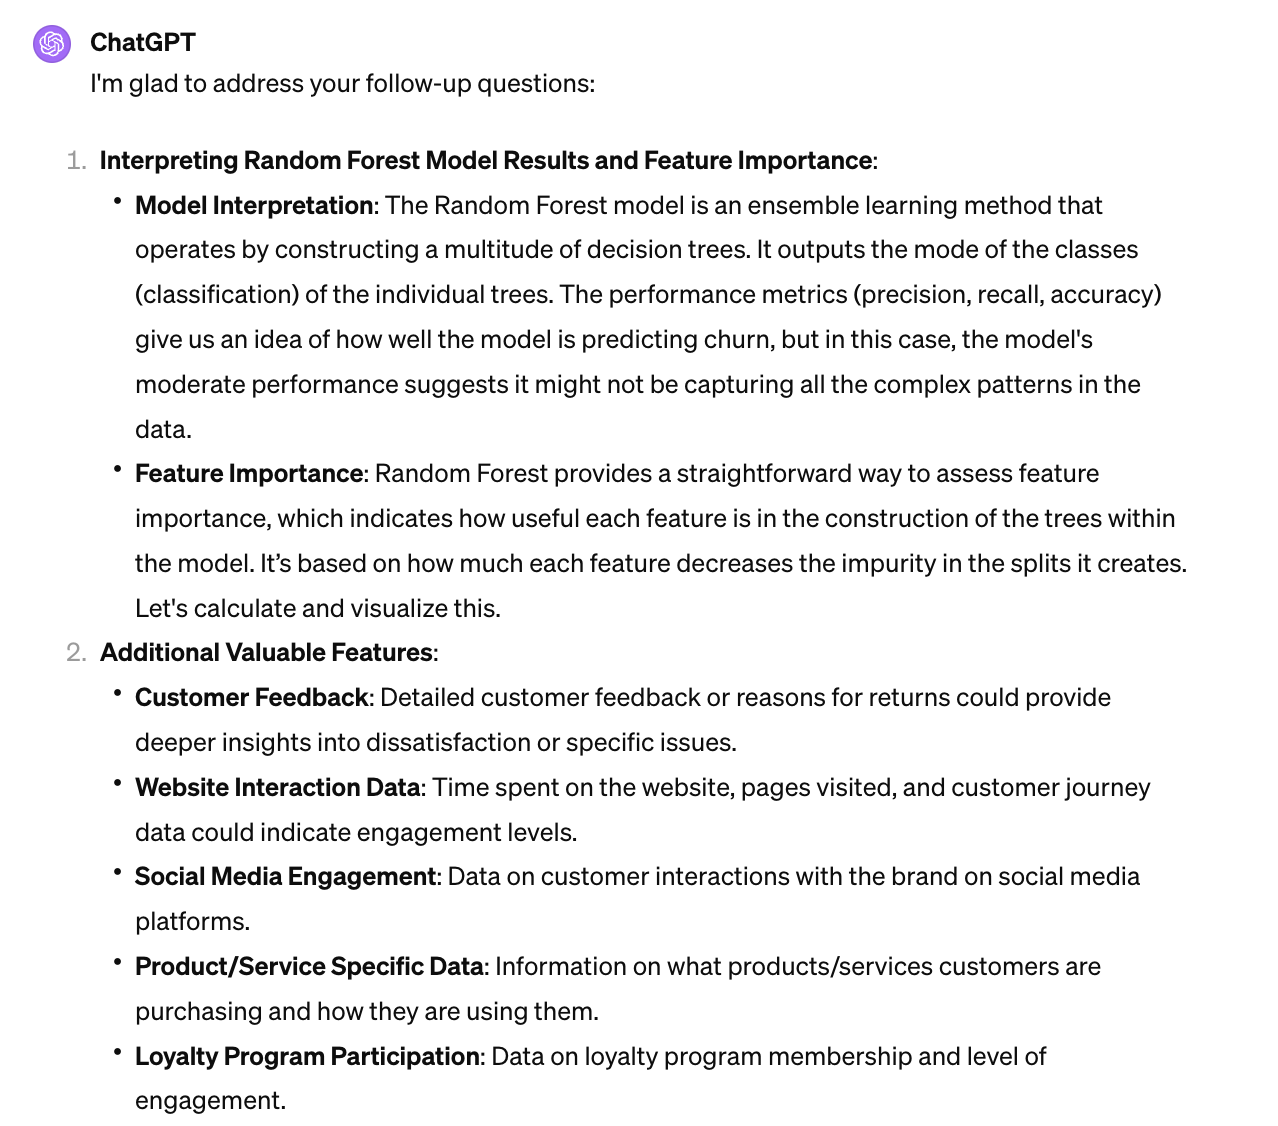 ChatGPT
I'm glad to address your follow-up questions:
1. Interpreting Random Forest Model Results and Feature Importance:
• Model Interpretation: The Random Forest model is an ensemble learning method that
operates by constructing a multitude of decision trees. It outputs the mode of the classes
(classification) of the individual trees. The performance metrics (precision, recall, accuracy)
give us an idea of how well the model is predicting churn, but in this case, the model's
moderate performance suggests it might not be capturing all the complex patterns in the
data.
• Feature Importance: Random Forest provides a straightforward way to assess feature
importance, which indicates how useful each feature is in the construction of the trees within
the model. It’s based on how much each feature decreases the impurity in the splits it creates.
Let's calculate and visualize this.
2. Additional Valuable Features:
• Customer Feedback: Detailed customer feedback or reasons for returns could provide
deeper insights into dissatisfaction or specific issues.
• Website Interaction Data: Time spent on the website, pages visited, and customer journey
data could indicate engagement levels.
• Social Media Engagement: Data on customer interactions with the brand on social media
platforms.
• Product/Service Specific Data: Information on what products/services customers are
purchasing and how they are using them.
• Loyalty Program Participation: Data on loyalty program membership and level of
engagement.